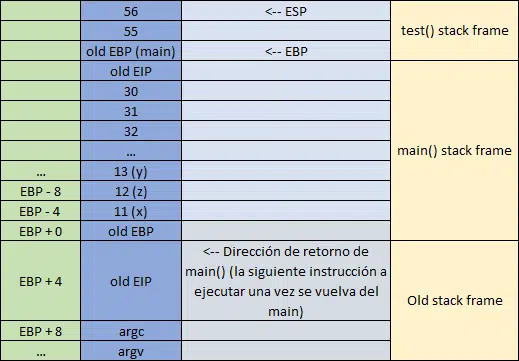 56 <-- ESP
55
test() stack frame
old EBP (main) <-- EBP
old EIP
30
31
32
...
main() stack frame
... 13 (y)
EBP - 8 12 (z)
EBP - 4 11 (x)
EBP + 0 old EBP
<-- Dirección de retorno de
main() (la siguiente instrucción a
ejecutar una vez se vuelva del
main)
EBP + 4 old EIP
Old stack frame
EBP + 8 argc
... argv